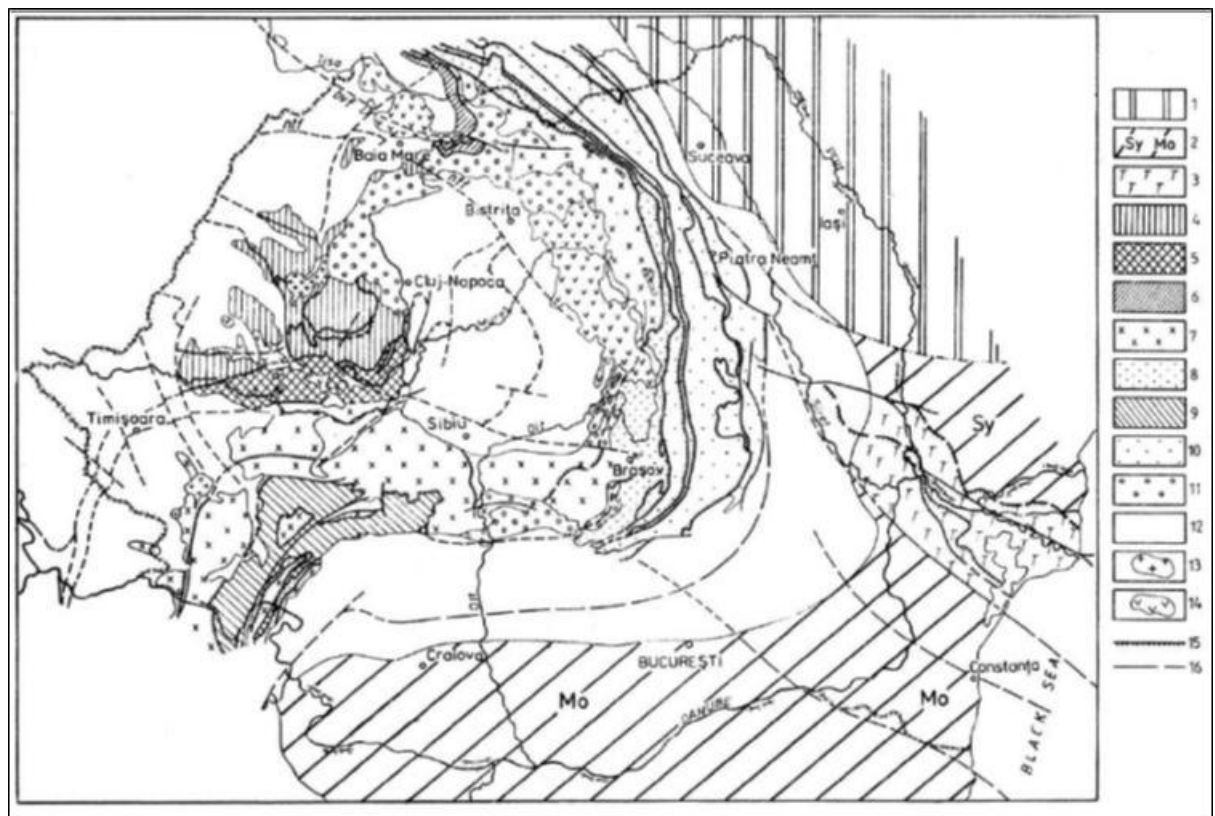 Suceava
Baia Mare
Iași
Bistrița
Piatra Neamț
Cluj-Napoca
Timișoara
Sibiu
Sy
Brașov
Craiova
BUCUREȘTI
Constanța
Mo
Mo
DANUBE
BLACK SEA
1
Sy Mo 2
3
4
5
6
7
8
9
10
11
12
13
14
15
16